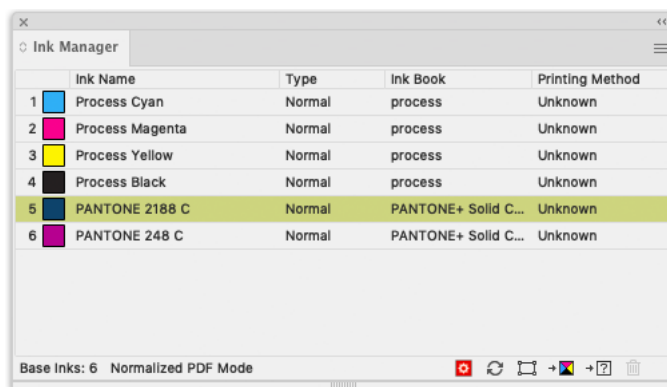 Ink Manager
Ink Name Type Ink Book Printing Method
1 Process Cyan Normal process Unknown
2 Process Magenta Normal process Unknown
3 Process Yellow Normal process Unknown
4 Process Black Normal process Unknown
5 PANTONE 2188 C Normal PANTONE+ Solid C... Unknown
6 PANTONE 248 C Normal PANTONE+ Solid C... Unknown
Base Inks: 6 Normalized PDF Mode